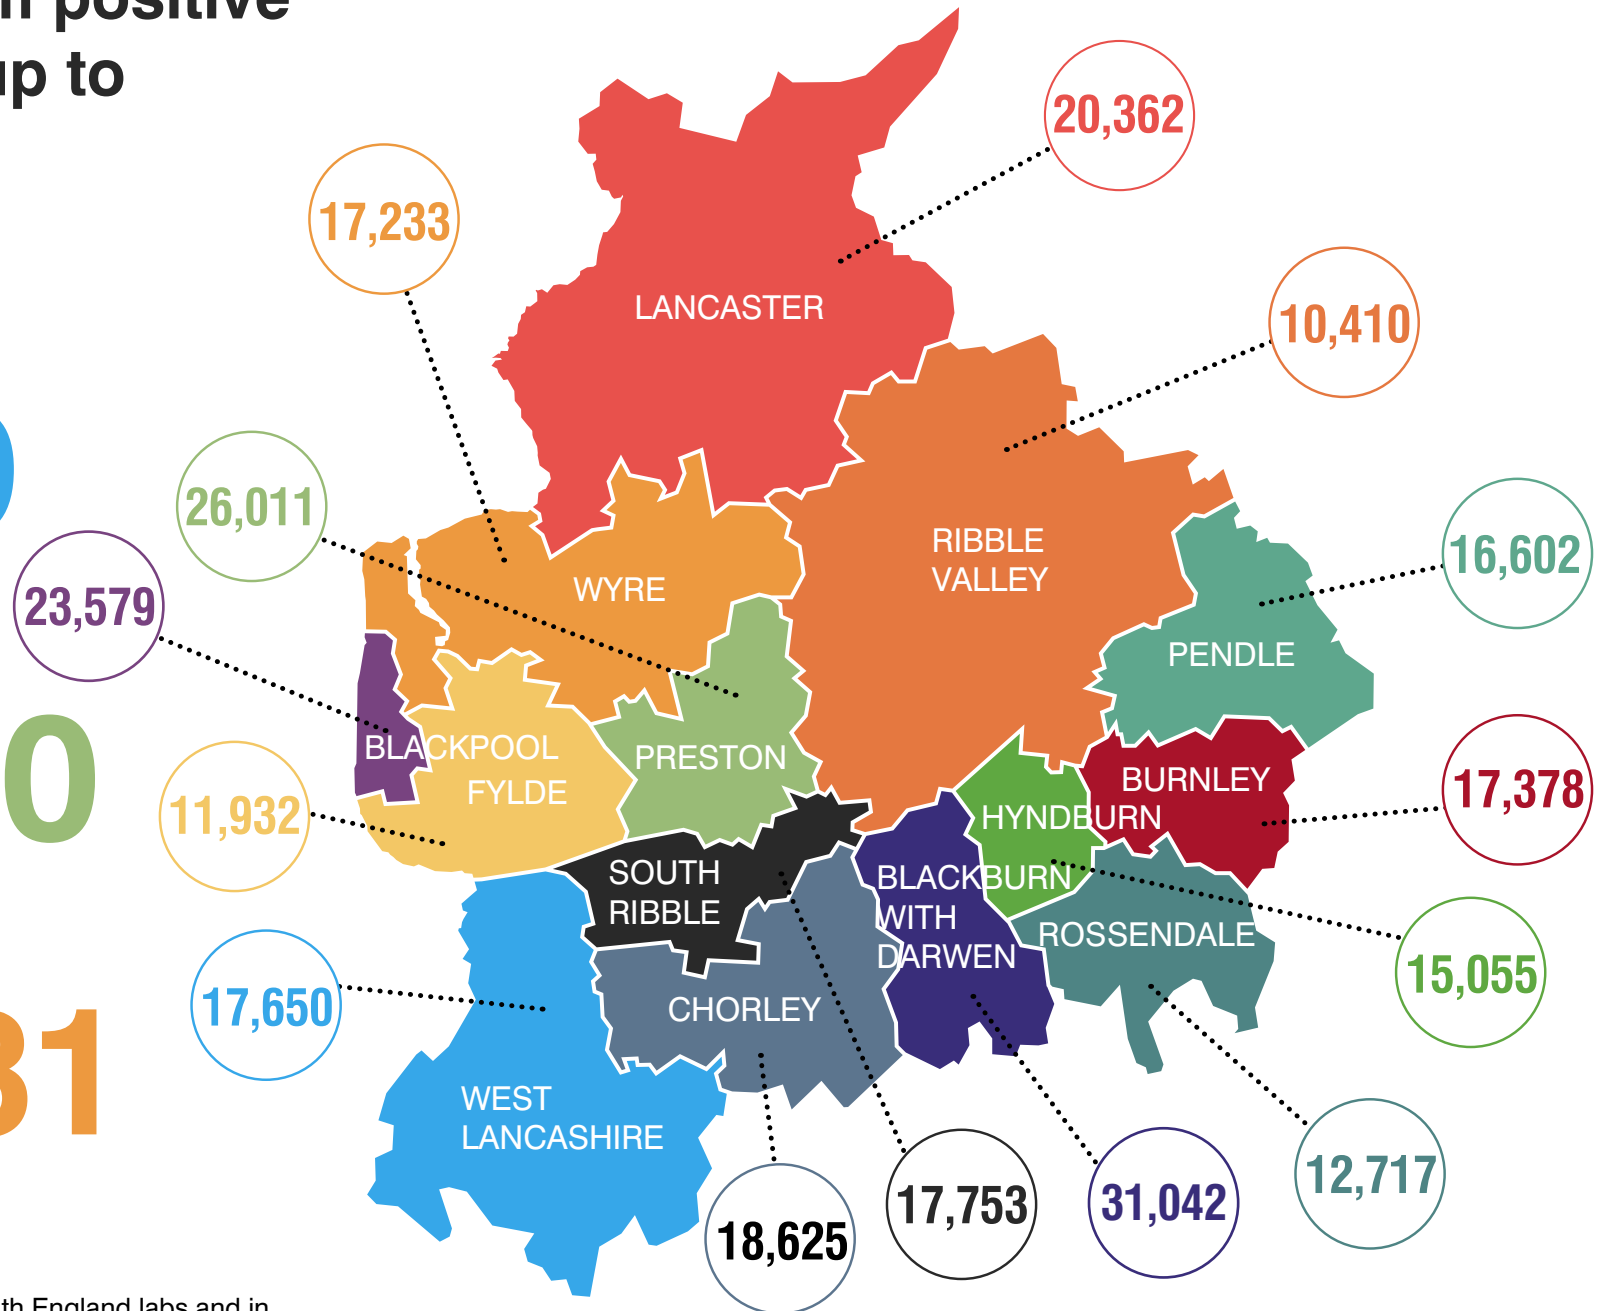 positive
up to
20,362
17,233
10,410
LANCASTER
26,011
16,602
23,579
RIBBLE
VALLEY
WYRE
PENDLE
0
BLACKPOOL
PRESTON
FYLDE
BURNLEY
17,378
11,932
HYNDBURN
SOUTH
RIBBLE
BLACKBURN
WITH
DARWEN
ROSSENDALE
15,055
17,650
CHORLEY
31
WEST
LANCASHIRE
18,625
17,753
31,042
12,717
England labs and in